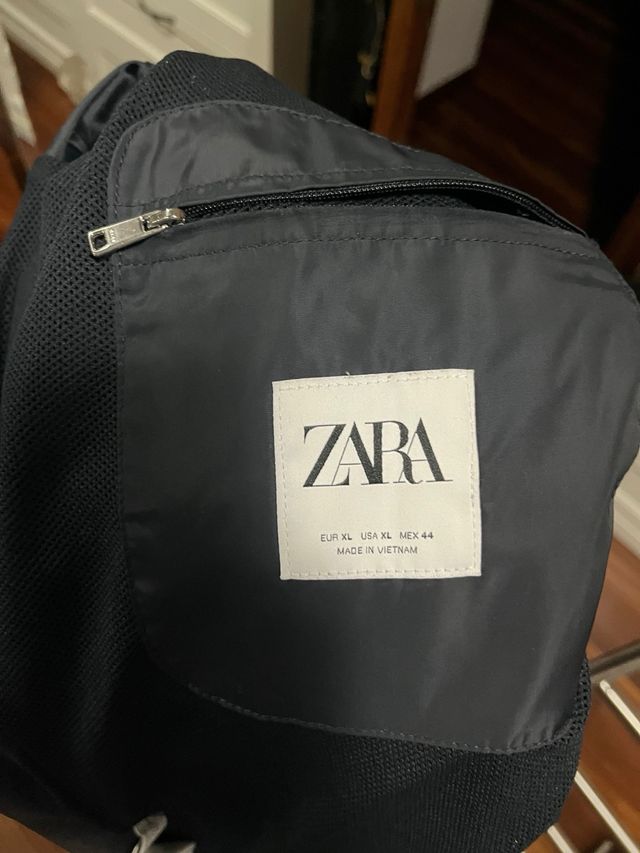 ZARA
EUR XL USA XL MEX 44
MADE IN VIETNAM